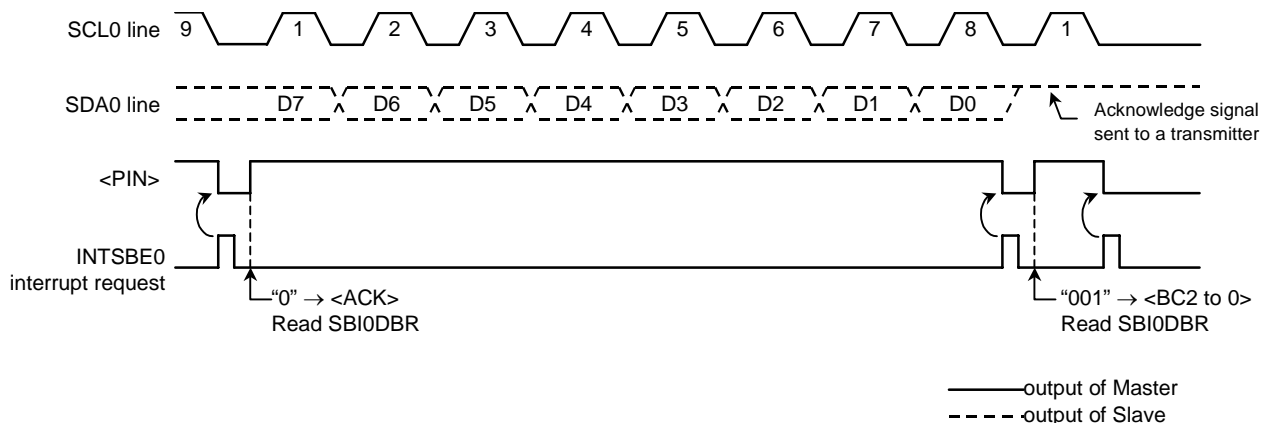 SCL0 line 9 1 2 3 4 5 6 7 8 1
SDA0 line D7 D6 D5 D4 D3 D2 D1 D0
Acknowledge signal
sent to a transmitter
<PIN>
INTSBE0
interrupt request
“0” → <ACK>
Read SBI0DBR
“001” → <BC2 to 0>
Read SBI0DBR
output of Master
output of Slave